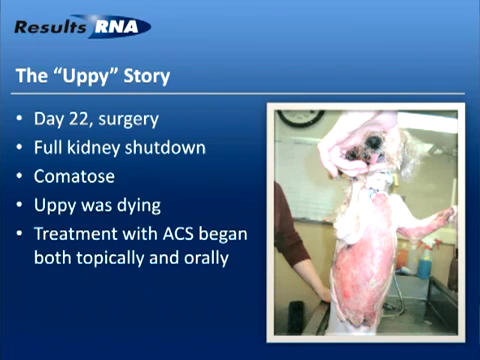 Results RNA
The “Uppy” Story
• Day 22, surgery
• Full kidney shutdown
• Comatose
• Uppy was dying
• Treatment with ACS began
both topically and orally